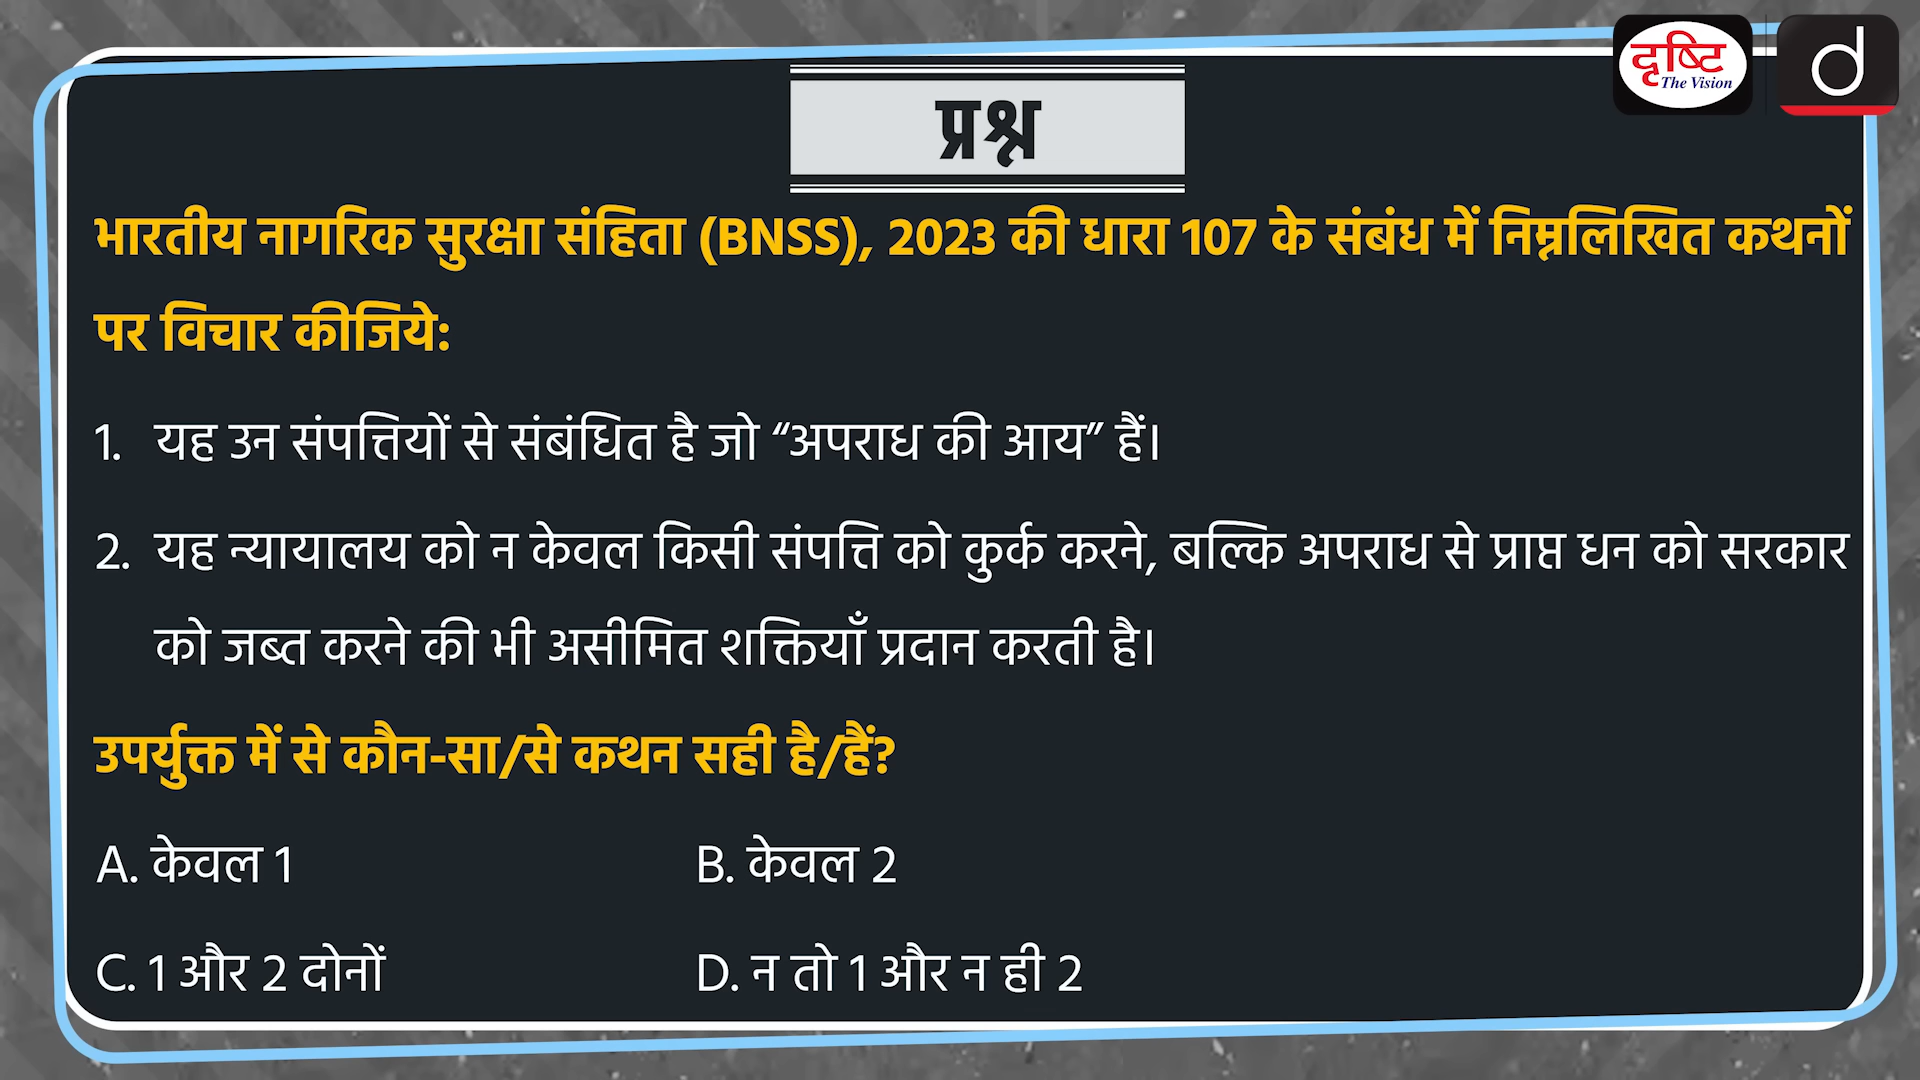 दृष्टि
The Vision
d
प्रश्न
भारतीय नागरिक सुरक्षा संहिता (BNSS), 2023 की धारा 107 के संबंध में निम्नलिखित कथनों
पर विचार कीजिये:
1. यह उन संपत्तियों से संबंधित है जो “अपराध की आय” हैं।
2. यह न्यायालय को न केवल किसी संपत्ति को कुर्क करने, बल्कि अपराध से प्राप्त धन को सरकार
को जब्त करने की भी असीमित शक्तियाँ प्रदान करती है।
उपर्युक्त में से कौन-सा/से कथन सही है/हैं?
A. केवल 1 B. केवल 2
C. 1 और 2 दोनों D. न तो 1 और न ही 2